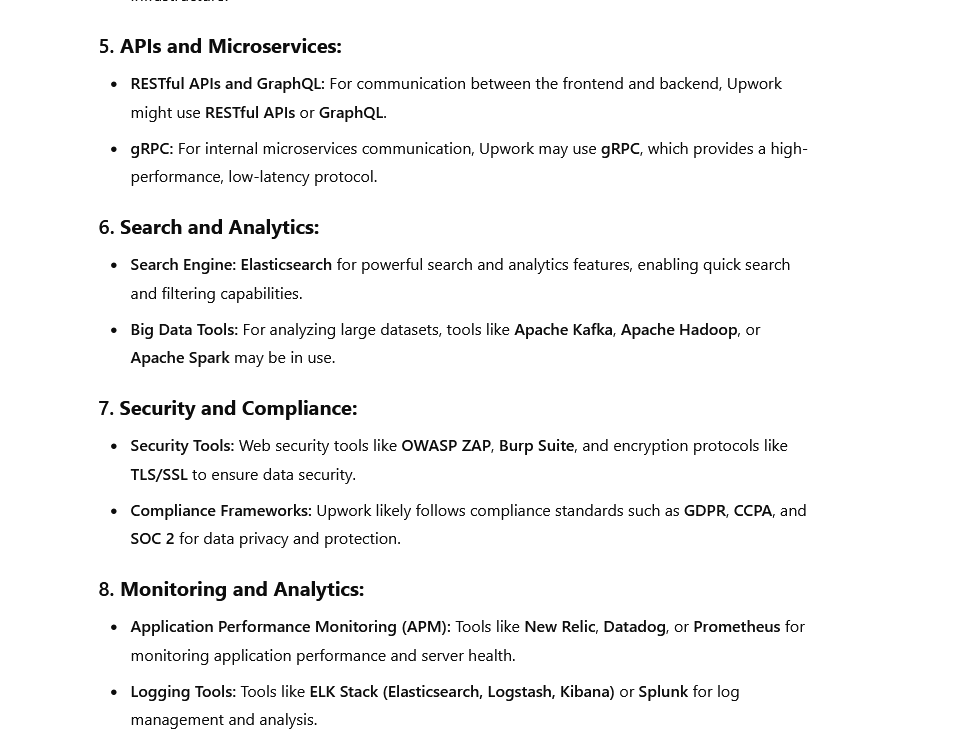 5. APIs and Microservices:
• RESTful APIs and GraphQL: For communication between the frontend and backend, Upwork
might use RESTful APIs or GraphQL.
• gRPC: For internal microservices communication, Upwork may use gRPC, which provides a high-
performance, low-latency protocol.
6. Search and Analytics:
• Search Engine: Elasticsearch for powerful search and analytics features, enabling quick search
and filtering capabilities.
• Big Data Tools: For analyzing large datasets, tools like Apache Kafka, Apache Hadoop, or
Apache Spark may be in use.
7. Security and Compliance:
• Security Tools: Web security tools like OWASP ZAP, Burp Suite, and encryption protocols like
TLS/SSL to ensure data security.
• Compliance Frameworks: Upwork likely follows compliance standards such as GDPR, CCPA, and
SOC 2 for data privacy and protection.
8. Monitoring and Analytics:
• Application Performance Monitoring (APM): Tools like New Relic, Datadog, or Prometheus for
monitoring application performance and server health.
• Logging Tools: Tools like ELK Stack (Elasticsearch, Logstash, Kibana) or Splunk for log
management and analysis.